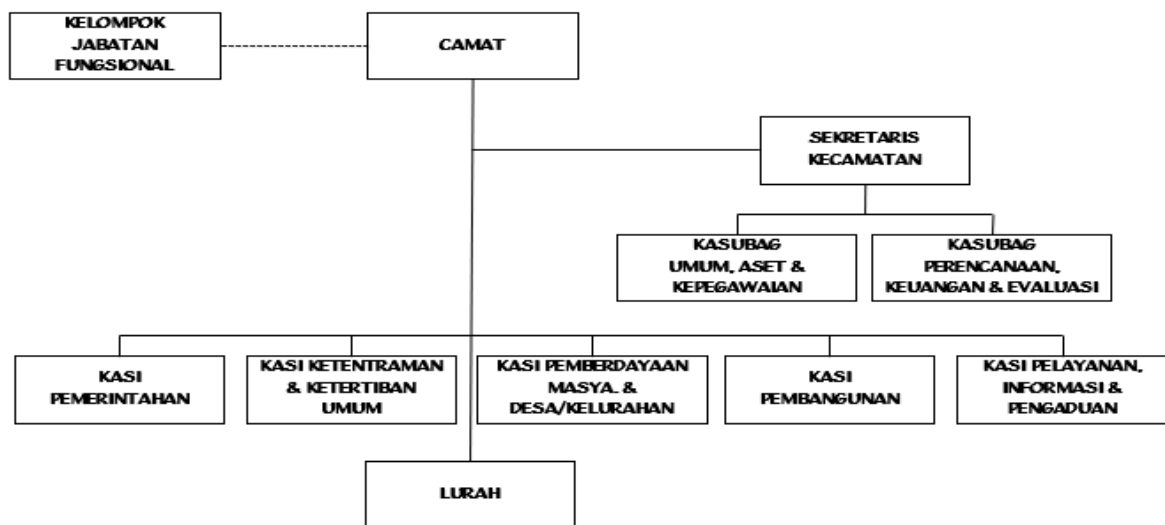 KELOMPOK
JABATAN
FUNGSIONAL
CAMAT
SEKRETARIS
KECAMATAN
KASUBAG
UMUM, ASET &
KEPEGAWAIAN
KASUBAG
PERENCANAAN,
KEUANGAN & EVALUASI
KASI
PEMERINTAHAN
KASI KETENTRAMAN
& KETERTIBAN
UMUM
KASI PEMBERDAYAAN
MASYA. &
DESA/KELURAHAN
KASI
PEMBANGUNAN
KASI PELAYANAN,
INFORMASI &
PENGADUAN
LURAH